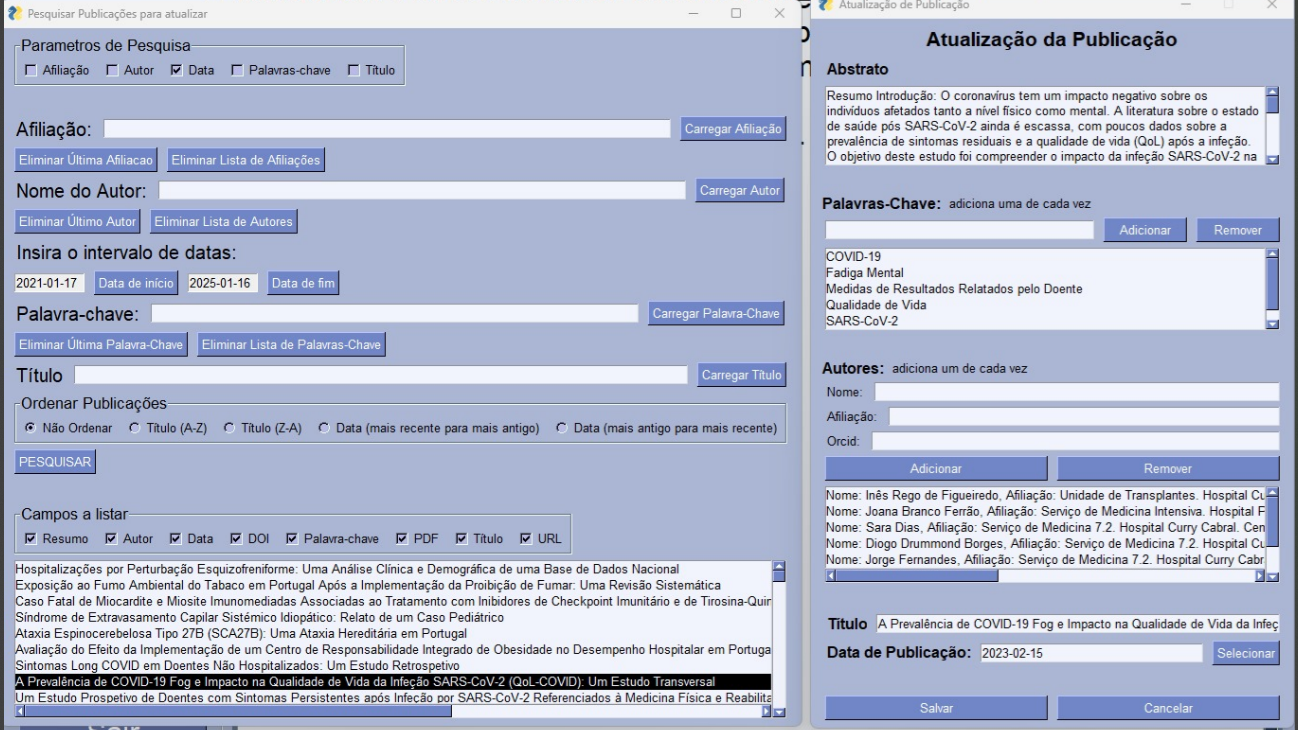 Pesquisar Publicações para atualizar
Parametros de Pesquisa
Afiliação Autor Data Palavras-chave Título
Afiliação: Carregar Afiliação
Eliminar Última Afiliacao Eliminar Lista de Afiliações
Nome do Autor: Carregar Autor
Eliminar Último Autor Eliminar Lista de Autores
Insira o intervalo de datas:
2021-01-17 Data de início 2025-01-16 Data de fim
Palavra-chave: Carregar Palavra-Chave
Eliminar Última Palavra-Chave Eliminar Lista de Palavras-Chave
Título Carregar Título
Ordenar Publicações
Não Ordenar Título (A-Z) Título (Z-A) Data (mais recente para mais antigo) Data (mais antigo para mais recente)
PESQUISAR
Campos a listar
Resumo Autor Data DOI Palavra-chave PDF Título URL
Hospitalizações por Perturbação Esquizofreniforme: Uma Análise Clínica e Demográfica de uma Base de Dados Nacional
Exposição ao Fumo Ambiental do Tabaco em Portugal Após a Implementação da Proibição de Fumar: Uma Revisão Sistemática
Caso Fatal de Miocardite e Miosite Imunomediadas Associadas ao Tratamento com Inibidores de Checkpoint Imunitário e de Tirosina-Quin
Síndrome de Extravasamento Capilar Sistémico Idiopático: Relato de um Caso Pediátrico
Ataxia Espinocerebelosa Tipo 27B (SCA27B): Uma Ataxia Hereditária em Portugal
Avaliação do Efeito da Implementação de um Centro de Responsabilidade Integrado de Obesidade no Desempenho Hospitalar em Portuga
Sintomas Long COVID em Doentes Não Hospitalizados: Um Estudo Retrospetivo
A Prevalência de COVID-19 Fog e Impacto na Qualidade de Vida da Infeção SARS-CoV-2 (QoL-COVID): Um Estudo Transversal
Um Estudo Prospetivo de Doentes com Sintomas Persistentes após Infeção por SARS-CoV-2 Referenciados à Medicina Física e Reabilita
Atualização de Publicação
Atualização da Publicação
Abstrato
Resumo Introdução: O coronavírus tem um impacto negativo sobre os
indivíduos afetados tanto a nível físico como mental. A literatura sobre o estado
de saúde pós SARS-CoV-2 ainda é escassa, com poucos dados sobre a
prevalência de sintomas residuais e a qualidade de vida (QoL) após a infeção.
O objetivo deste estudo foi compreender o impacto da infeção SARS-CoV-2 na
Palavras-Chave: adiciona uma de cada vez
Adicionar Remover
COVID-19
Fadiga Mental
Medidas de Resultados Relatados pelo Doente
Qualidade de Vida
SARS-CoV-2
Autores: adiciona um de cada vez
Nome:
Afiliação:
Orcid:
Adicionar Remover
Nome: Inês Rego de Figueiredo, Afiliação: Unidade de Transplantes. Hospital Cu
Nome: Joana Branco Ferrão, Afiliação: Serviço de Medicina Intensiva. Hospital F
Nome: Sara Dias, Afiliação: Serviço de Medicina 7.2. Hospital Curry Cabral. Cen
Nome: Diogo Drummond Borges, Afiliação: Serviço de Medicina 7.2. Hospital Cu
Nome: Jorge Fernandes, Afiliação: Serviço de Medicina 7.2. Hospital Curry Cabr
Titulo A Prevalência de COVID-19 Fog e Impacto na Qualidade de Vida da Infeç
Data de Publicação: 2023-02-15 Selecionar
Salvar Cancelar